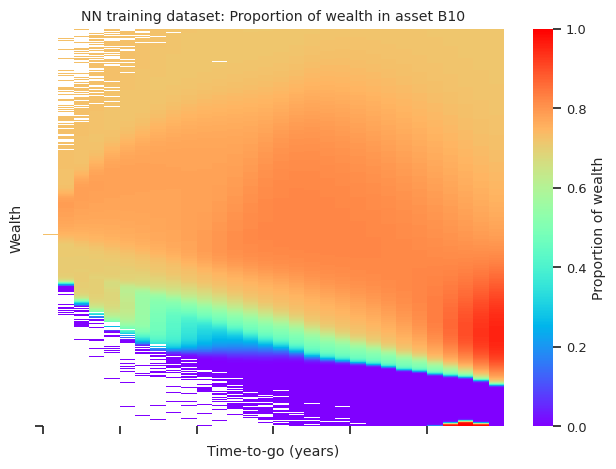 NN training dataset: Proportion of wealth in asset B10
Wealth
Time-to-go (years)
1.0
0.8
0.6
0.4
0.2
0.0
Proportion of wealth